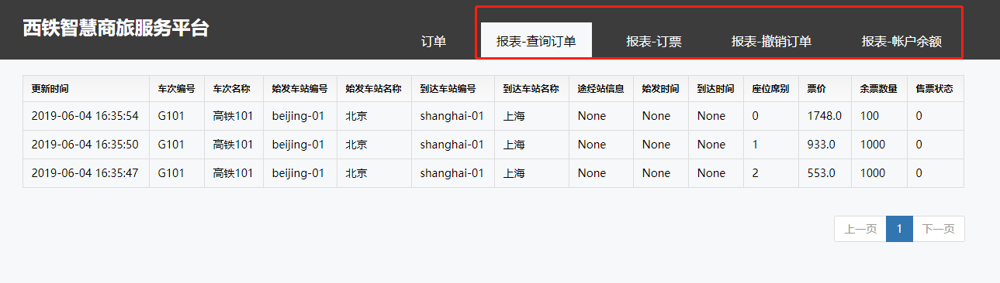 西铁智慧商旅服务平台
订单 报表-查询订单 报表-订票 报表-撤销订单 报表-帐户余额
更新时间 车次编号 车次名称 始发车站编号 始发车站名称 到达车站编号 到达车站名称 途经站信息 始发时间 到达时间 座位席别 票价 余票数量 售票状态
2019-06-04 16:35:54 G101 高铁101 beijing-01 北京 shanghai-01 上海 None None None 0 1748.0 100 0
2019-06-04 16:35:50 G101 高铁101 beijing-01 北京 shanghai-01 上海 None None None 1 933.0 1000 0
2019-06-04 16:35:47 G101 高铁101 beijing-01 北京 shanghai-01 上海 None None None 2 553.0 1000 0
上一页 1 下一页